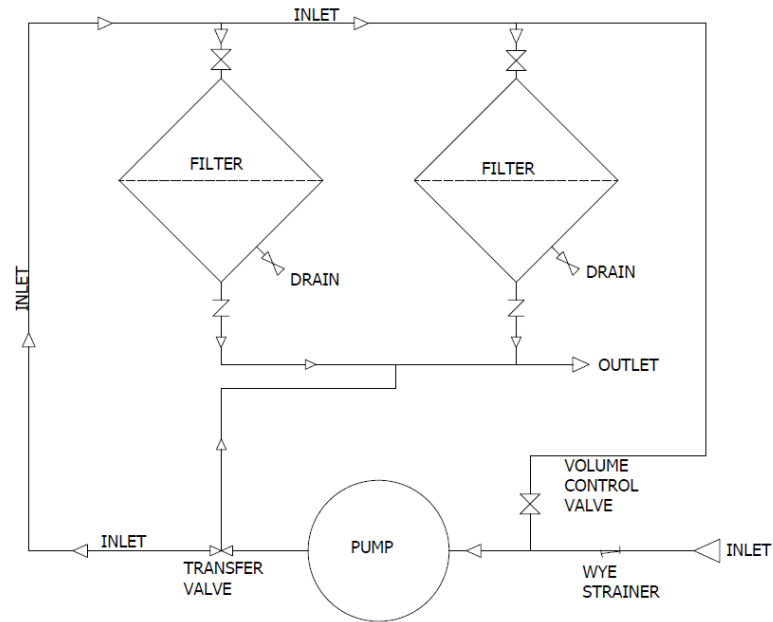 INLET
FILTER
FILTER
DRAIN
DRAIN
INLET
OUTLET
VOLUME
CONTROL
VALVE
INLET
PUMP
INLET
TRANSFER
VALVE
WYE
STRAINER